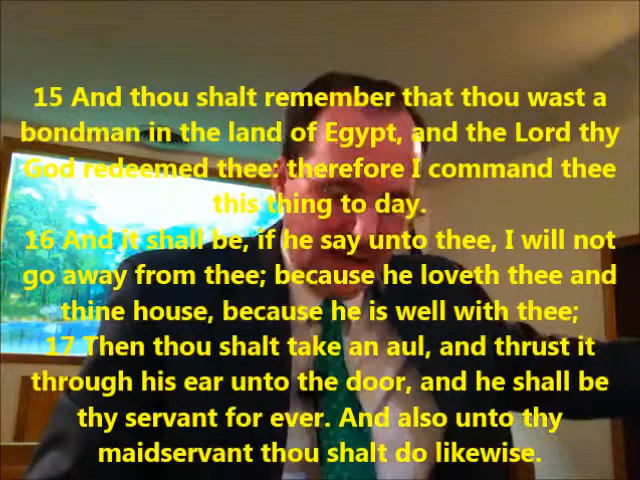 15 And thou shalt remember that thou wast a
bondman in the land of Egypt, and the Lord thy
God redeemed thee: therefore I command thee
this thing to day.
16 And it shall be, if he say unto thee, I will not
go away from thee; because he loveth thee and
thine house, because he is well with thee;
17 Then thou shalt take an aul, and thrust it
through his ear unto the door, and he shall be
thy servant for ever. And also unto thy
maidservant thou shalt do likewise.